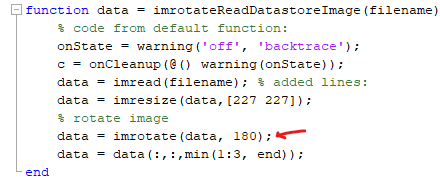 function data = imrotateReadDatastoreImage(filename)
% code from default function:
onState = warning('off', 'backtrace');
c = onCleanup(@() warning(onState));
data = imread(filename); % added lines:
data = imresize(data,[227 227]);
% rotate image
data = imrotate(data, 180);
data = data(:,:,min(1:3, end));
end